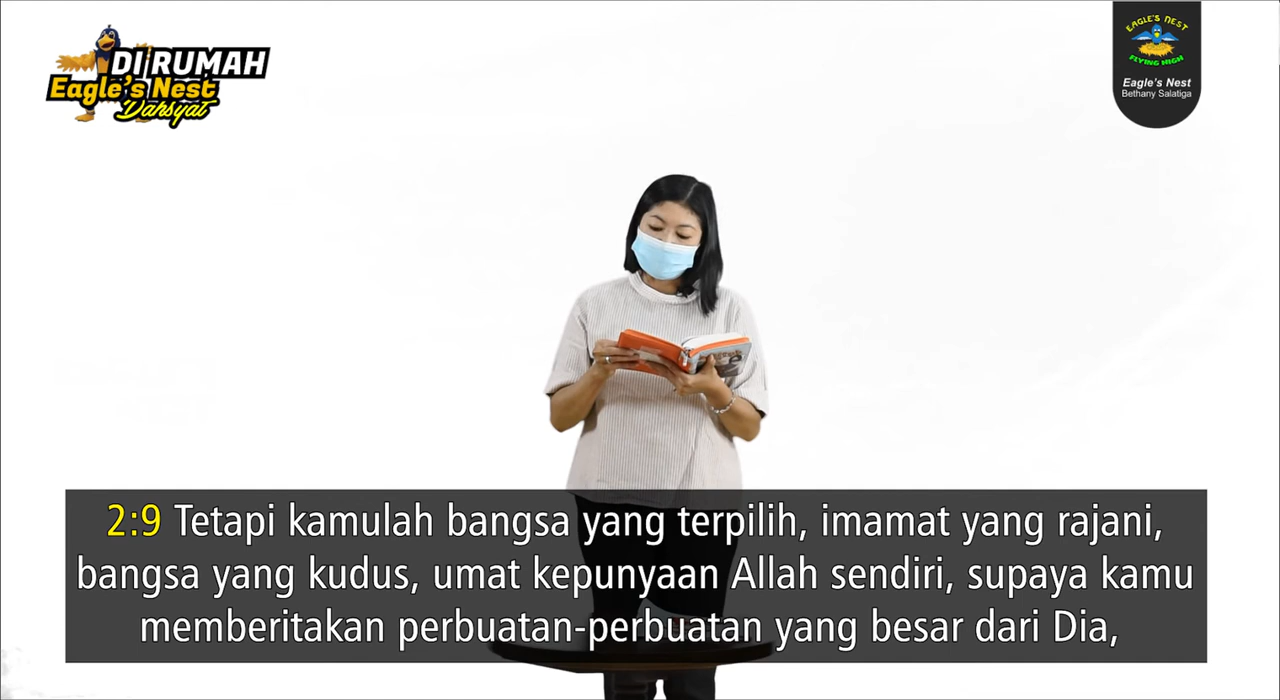 DI RUMAH
Eagle's Nest
Dahsyat
EAGLE'S NEST
FLYING HIGH
Eagle's Nest
Bethany Salatiga
2:9 Tetapi kamulah bangsa yang terpilih, imamat yang rajani,
bangsa yang kudus, umat kepunyaan Allah sendiri, supaya kamu
memberitakan perbuatan-perbuatan yang besar dari Dia,